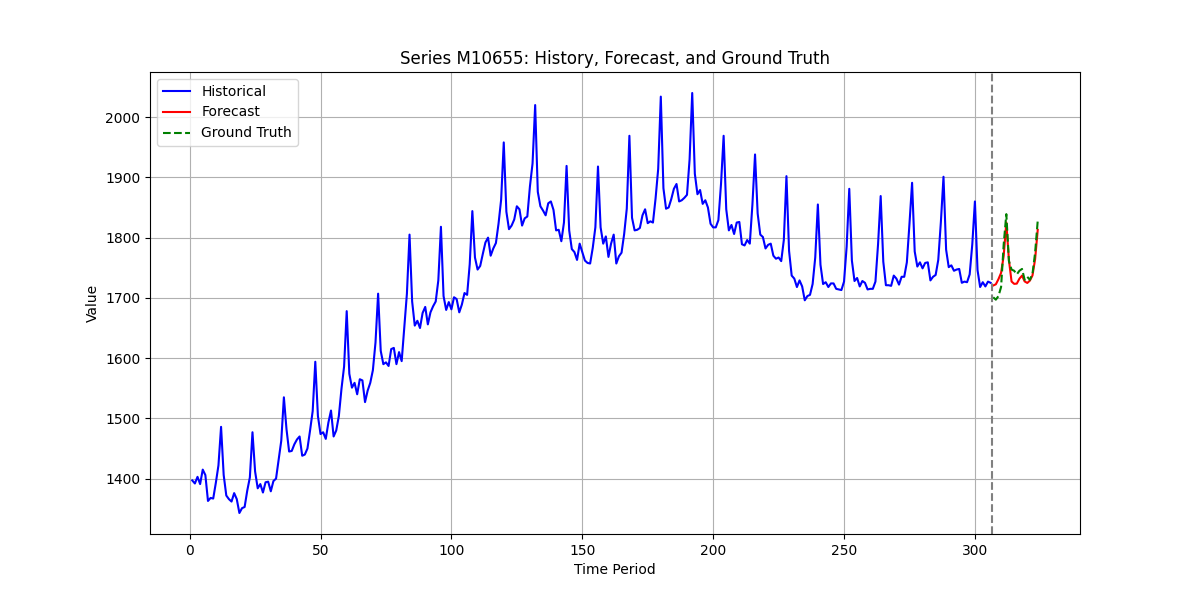 Series M10655: History, Forecast, and Ground Truth
Historical
Forecast
Ground Truth
2000
1900
1800
1700
1600
1500
1400
Value
0 50 100 150 200 250 300
Time Period